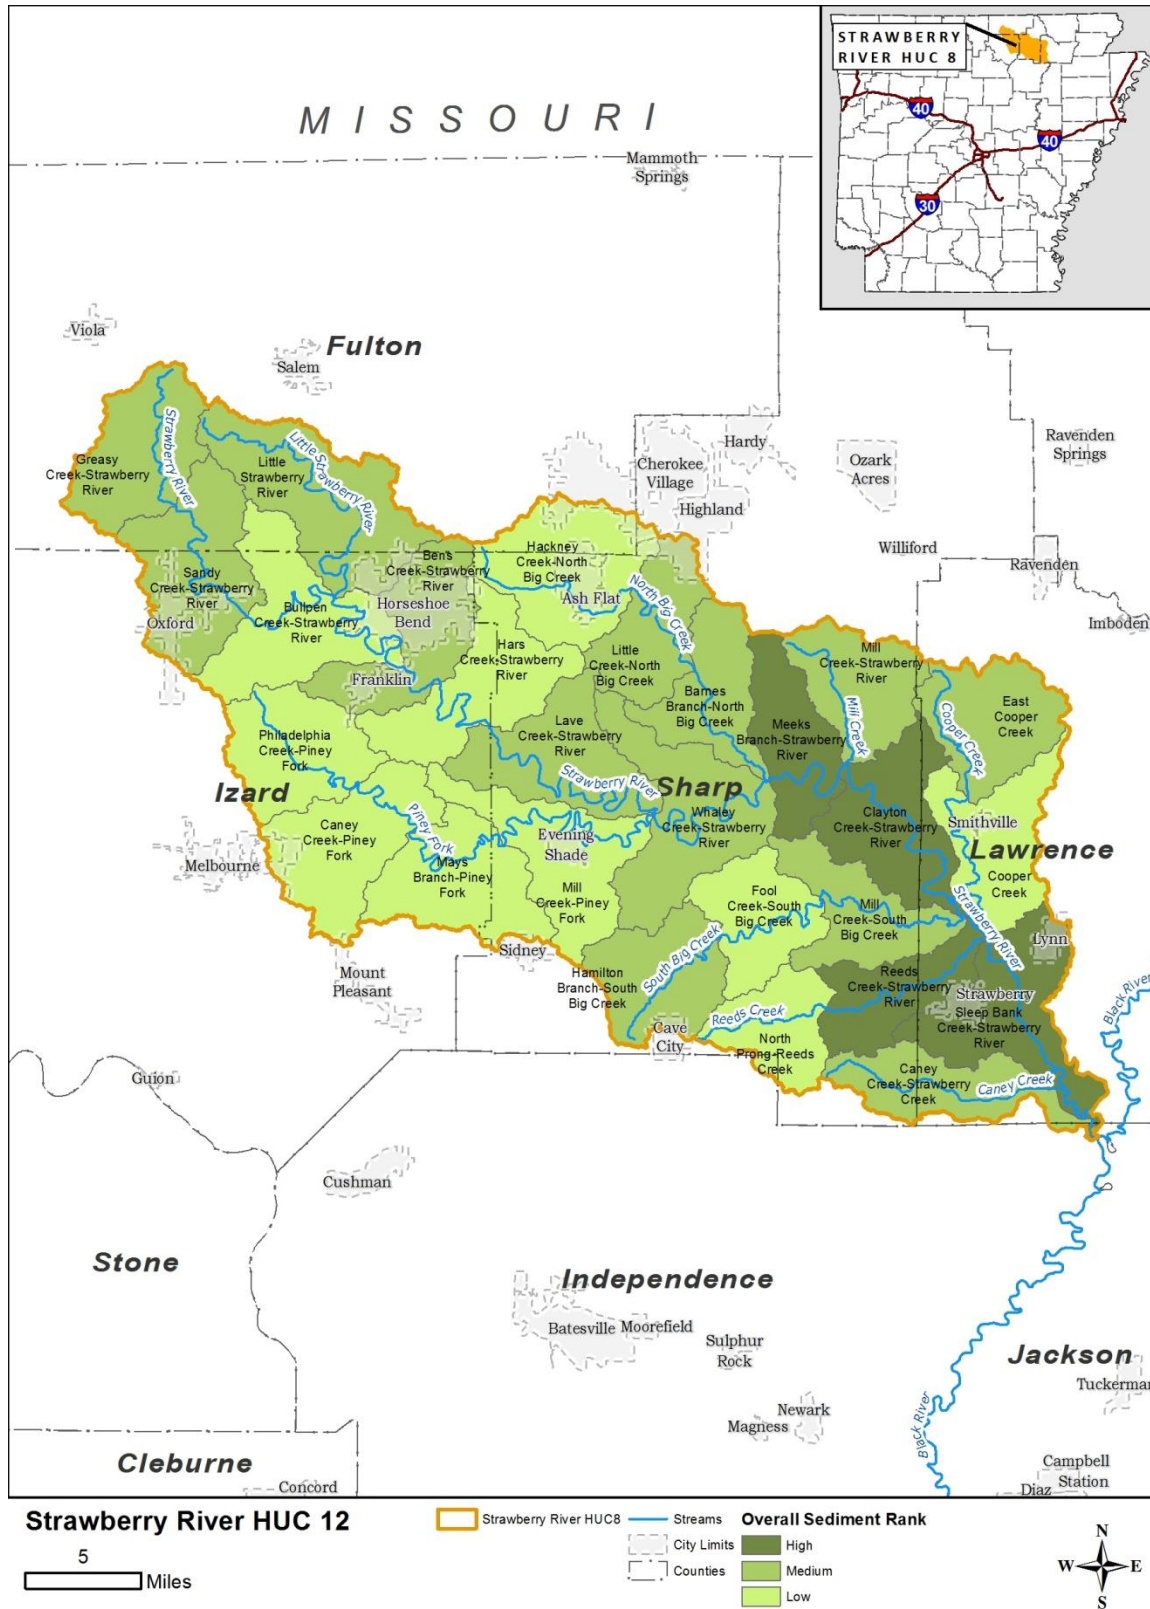 STRAWBERRY
RIVER HUC 8
40
40
30
MISSOURI
Mammoth
Springs
Viola
Salem
Fulton
Hardy
Cherokee
Village
Highland
Ozark
Acres
Ravenden
Springs
Williford
Ravenden
Imboden
Strawberry River
Little Strawberry River
Greasy
Creek-Strawberry
River
Little
Strawberry
River
Sandy
Creek-Strawberry
River
Oxford
Bullpen
Creek-Strawberry
River
Ben's
Creek-Strawberry
River
Horseshoe
Bend
Hackney
Creek-North
Big Creek
Ash Flat
North Big Creek
Hars
Creek-Strawberry
River
Little
Creek-North
Big Creek
Barnes
Branch-North
Big Creek
Franklin
Lave
Creek-Strawberry
River
Strawberry River
Meeks
Branch-Strawberry
River
Mill Creek
Mill
Creek-Strawberry
River
Cooper Creek
East
Cooper
Creek
Philadelphia
Creek-Piney
Fork
Izard
Sharp
Whaley
Creek-Strawberry
River
Clayton
Creek-Strawberry
River
Smithville
Lawrence
Cooper
Creek
Caney
Creek-Piney
Fork
Piney Fork
Melbourne
Mays
Branch-Piney
Fork
Evening
Shade
Mill
Creek-Piney
Fork
Fool
Creek-South
Big Creek
Mill
Creek-South
Big Creek
Strawberry River
Lynn
Mount
Pleasant
Sidney
Hamilton
Branch-South
Big Creek
South Big Creek
Reeds
Creek-Strawberry
River
Strawberry
Sleep Bank
Creek-Strawberry
River
Reeds Creek
Cave
City
North
Prong-Reeds
Creek
Caney
Creek-Strawberry
Creek
Caney Creek
Black River
Guion
Cushman
Stone
Independence
Batesville
Moorefield
Sulphur
Rock
Jackson
Tuckerman
Newark
Magness
Black River
Cleburne
Concord
Campbell
Station
Diaz
Strawberry River HUC 12
5
Miles
Strawberry River HUC8
Streams
City Limits
Counties
Overall Sediment Rank
High
Medium
Low
N
W
E
S